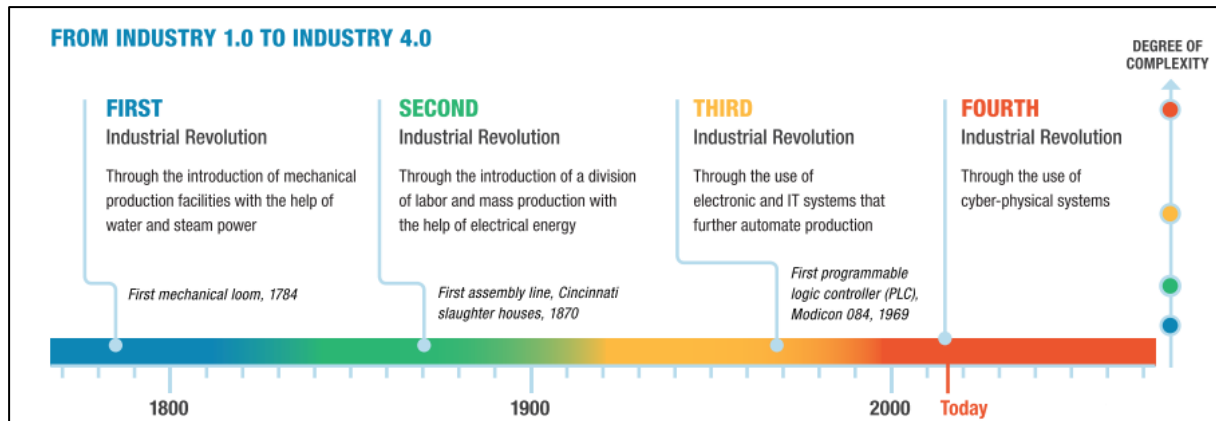 FROM INDUSTRY 1.0 TO INDUSTRY 4.0
DEGREE OF
COMPLEXITY
FIRST
Industrial Revolution
Through the introduction of mechanical
production facilities with the help of
water and steam power
First mechanical loom, 1784
SECOND
Industrial Revolution
Through the introduction of a division
of labor and mass production with
the help of electrical energy
First assembly line, Cincinnati
slaughter houses, 1870
THIRD
Industrial Revolution
Through the use of
electronic and IT systems that
further automate production
First programmable
logic controller (PLC),
Modicon 084, 1969
FOURTH
Industrial Revolution
Through the use of
cyber-physical systems
1800
1900
2000
Today